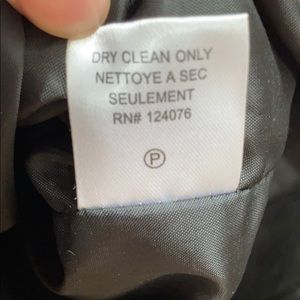 DRY CLEAN ONLY
NETTOYE A SEC
SEULEMENT
RN# 124076
P